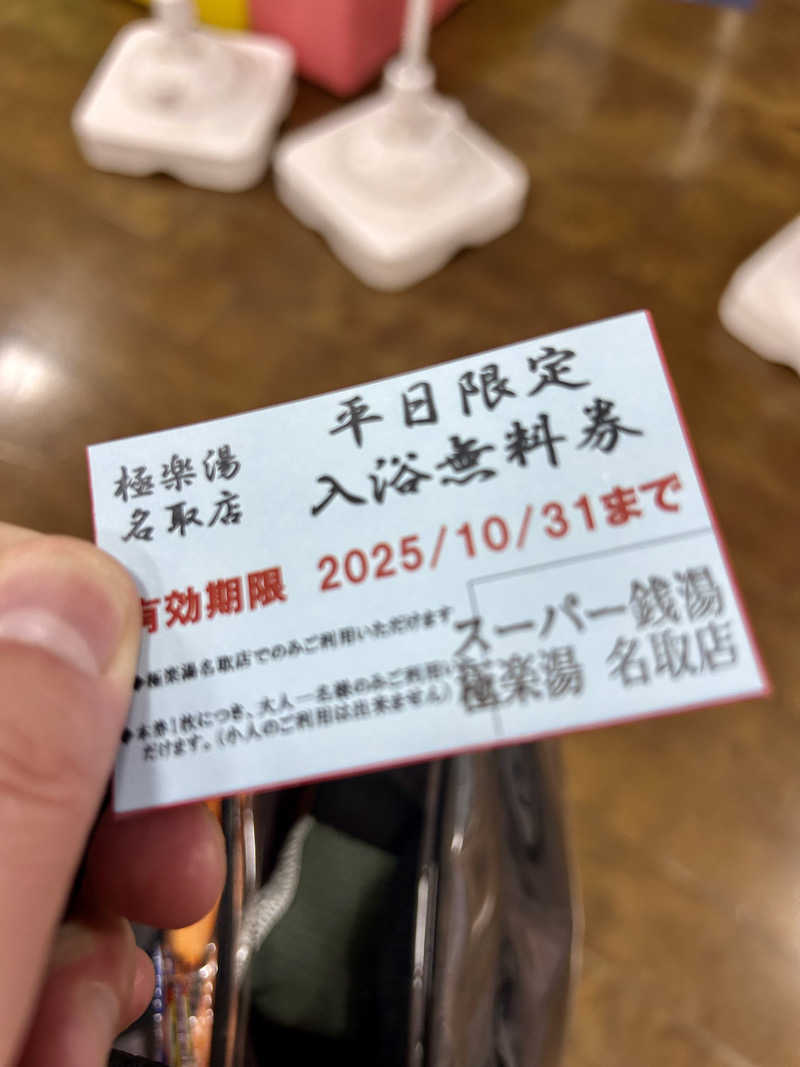 極楽湯
名取店
平日限定
入浴無料券
有効期限 2025/10/31まで
◆極楽湯名取店でのみご利用いただけます
◆本券1枚につき、大人一名様のみご利用い
だけます。(小人のご利用は出来ません)
スーパー銭湯
極楽湯 名取店